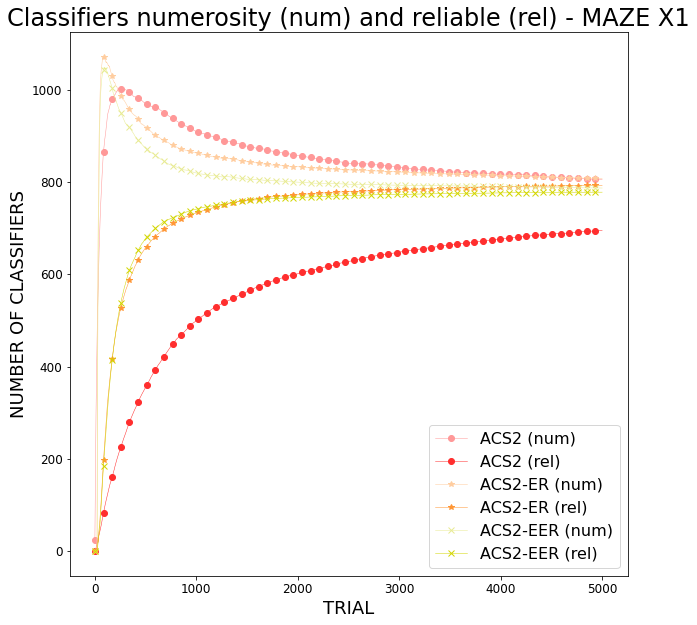 Classifiers numerosity (num) and reliable (rel) - MAZE X1
NUMBER OF CLASSIFIERS
1000
800
600
400
200
0
0 1000 2000 3000 4000 5000
TRIAL
ACS2 (num)
ACS2 (rel)
ACS2-ER (num)
ACS2-ER (rel)
ACS2-EER (num)
ACS2-EER (rel)